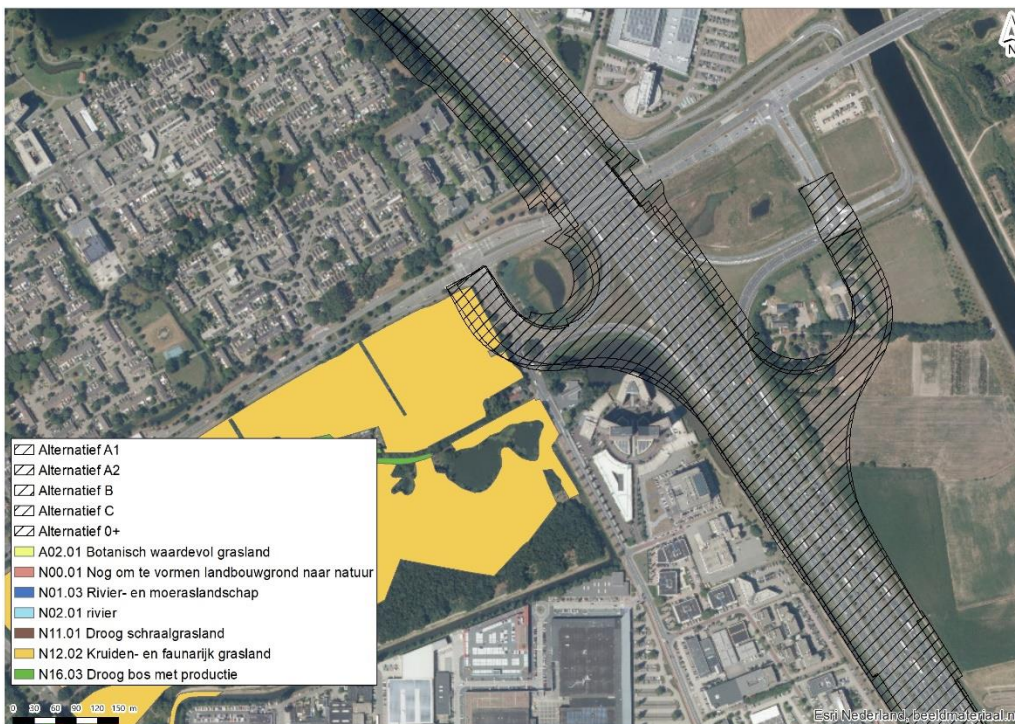 N
Alternatief A1
Alternatief A2
Alternatief B
Alternatief C
Alternatief 0+
A02.01 Botanisch waardevol grasland
N00.01 Nog om te vormen landbouwgrond naar natuur
N01.03 Rivier- en moeraslandschap
N02.01 rivier
N11.01 Droog schraalgrasland
N12.02 Kruiden- en faunarijk grasland
N16.03 Droog bos met productie
0 30 60 90 120 150 m
Esri Nederland, beeldmateriaal.n